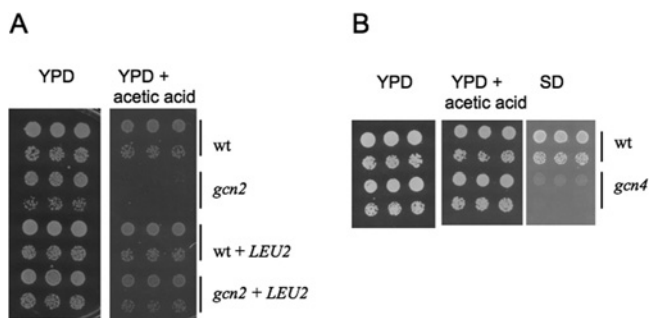 A
YPD
YPD +
acetic acid
wt
gcn2
wt + LEU2
gcn2 + LEU2
B
YPD
YPD +
acetic acid
SD
wt
gcn4